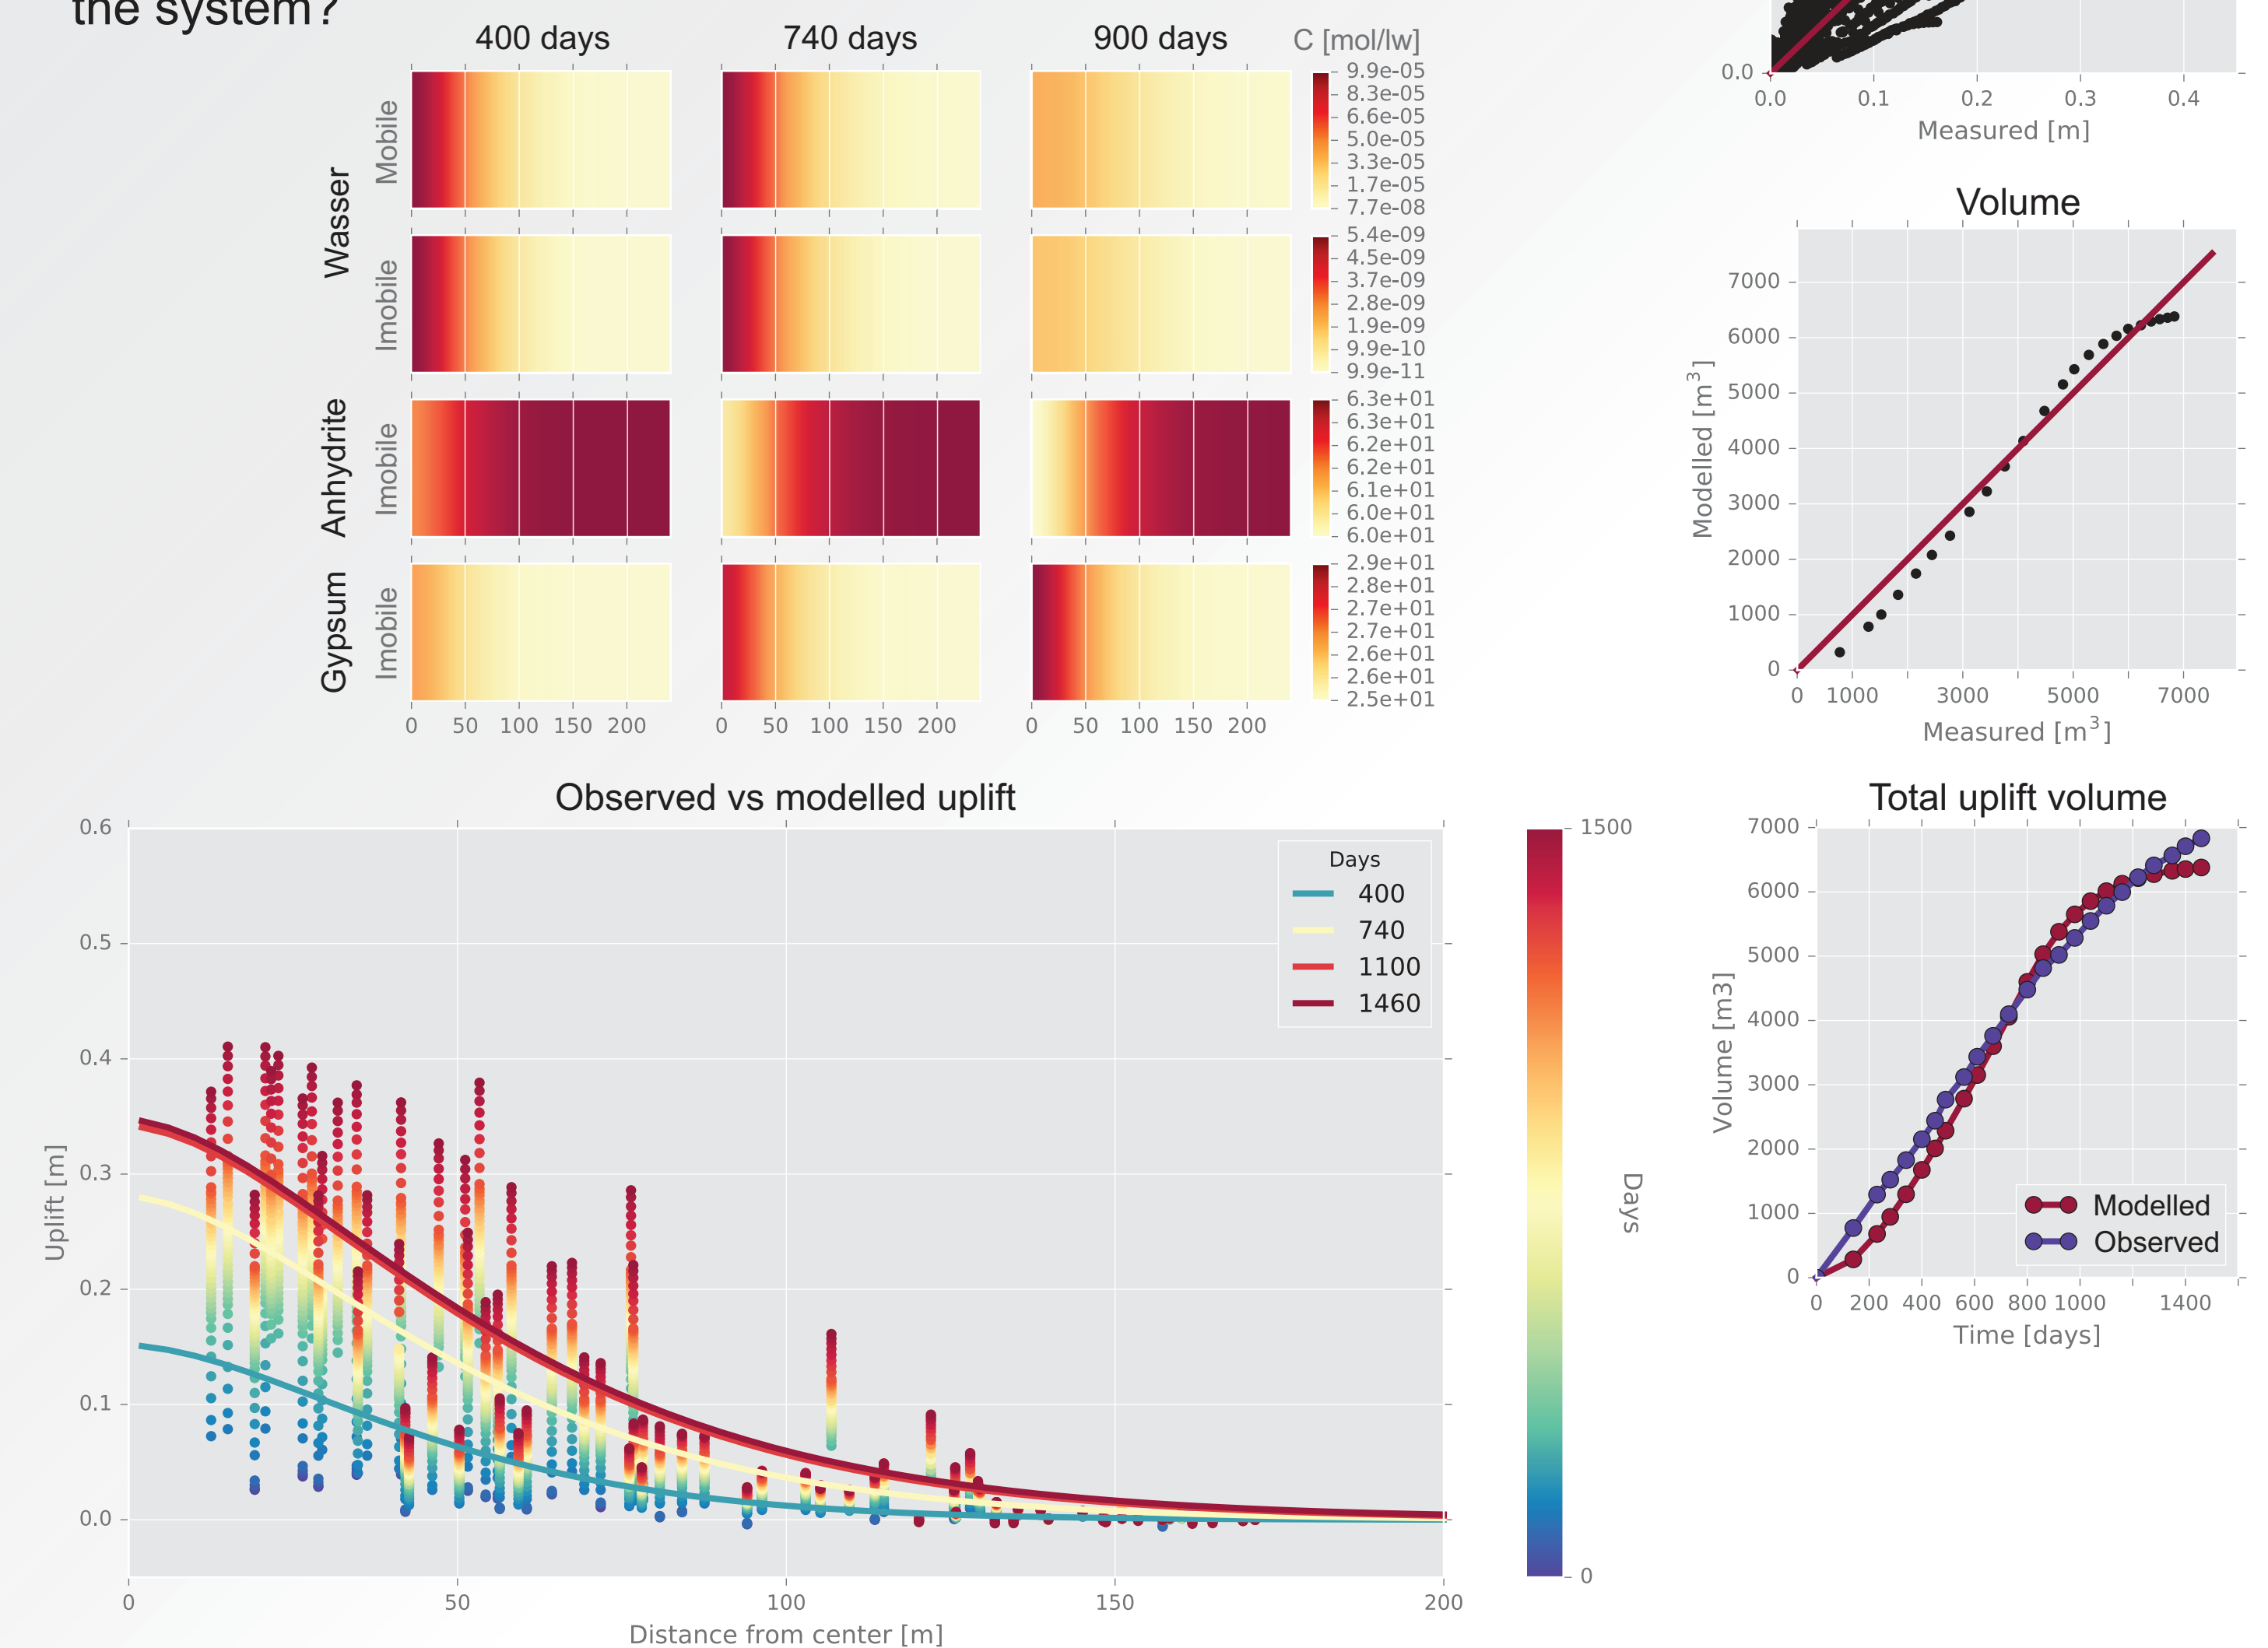 the system?
400 days 740 days 900 days C [mol/lw]
Wasser
Mobile
9.9e-05
8.3e-05
6.6e-05
5.0e-05
3.3e-05
1.7e-05
7.7e-08
Imobile
5.4e-09
4.5e-09
3.7e-09
2.8e-09
1.9e-09
9.9e-10
9.9e-11
Anhydrite
Imobile
6.3e+01
6.3e+01
6.2e+01
6.2e+01
6.1e+01
6.0e+01
6.0e+01
Gypsum
Imobile
2.9e+01
2.8e+01
2.7e+01
2.7e+01
2.6e+01
2.6e+01
2.5e+01
0 50 100 150 200 0 50 100 150 200 0 50 100 150 200
0.0
0.0 0.1 0.2 0.3 0.4
Measured [m]
Volume
Modelled [m³]
7000
6000
5000
4000
3000
2000
1000
0
0 1000 3000 5000 7000
Measured [m³]
Observed vs modelled uplift
Uplift [m]
0.6
0.5
0.4
0.3
0.2
0.1
0.0
Days
400
740
1100
1460
0 50 100 150 200
Distance from center [m]
1500
Days
0
Total uplift volume
Volume [m3]
7000
6000
5000
4000
3000
2000
1000
0
Modelled
Observed
0 200 400 600 800 1000 1400
Time [days]